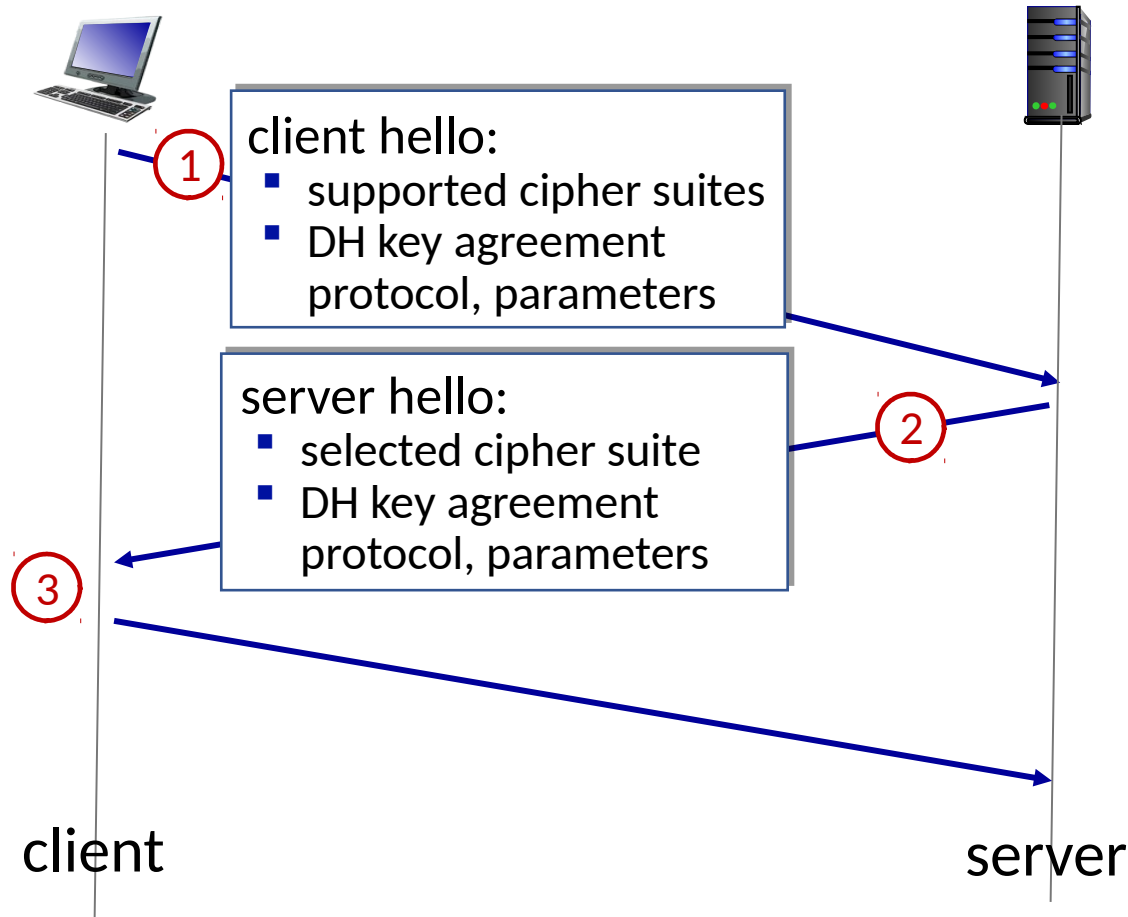 1
client hello:
supported cipher suites
DH key agreement
protocol, parameters
server hello:
selected cipher suite
DH key agreement
protocol, parameters
2
3
client
server